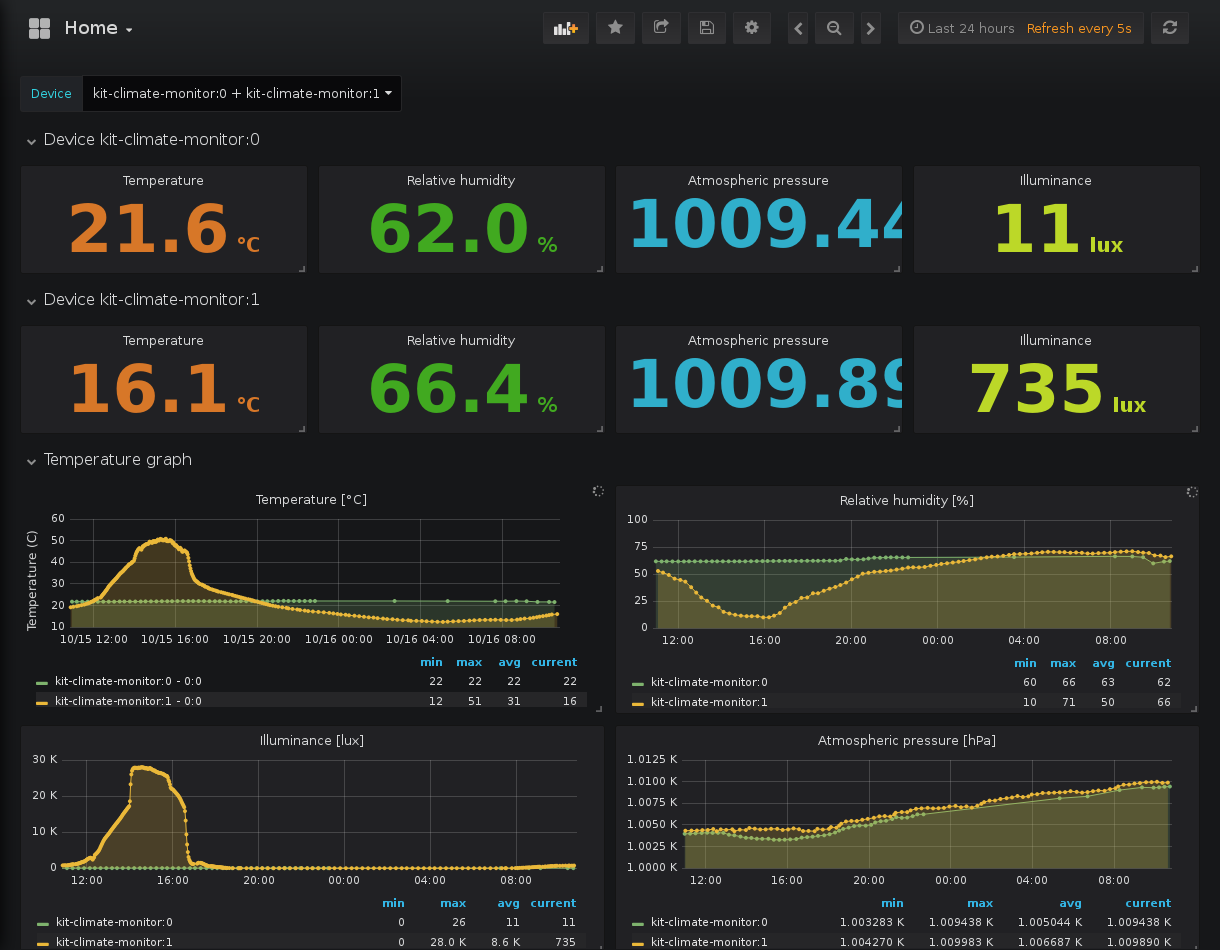 Home
Last 24 hours Refresh every 5s
Device kit-climate-monitor:0 + kit-climate-monitor:1
Device kit-climate-monitor:0
Temperature Relative humidity Atmospheric pressure Illuminance
21.6 °C 62.0 % 1009.44 11 lux
Device kit-climate-monitor:1
Temperature Relative humidity Atmospheric pressure Illuminance
16.1 °C 66.4 % 1009.89 735 lux
Temperature graph
Temperature [°C]
Temperature (C)
60
50
40
30
20
10
10/15 12:00 10/15 16:00 10/15 20:00 10/16 00:00 10/16 04:00 10/16 08:00
min max avg current
kit-climate-monitor:0 - 0:0 22 22 22 22
kit-climate-monitor:1 - 0:0 12 51 31 16
Relative humidity [%]
100
75
50
25
0
12:00 16:00 20:00 00:00 04:00 08:00
min max avg current
kit-climate-monitor:0 60 66 63 62
kit-climate-monitor:1 10 71 50 66
Illuminance [lux]
30 K
20 K
10 K
0
12:00 16:00 20:00 00:00 04:00 08:00
min max avg current
kit-climate-monitor:0 0 26 11 11
kit-climate-monitor:1 0 28.0 K 8.6 K 735
Atmospheric pressure [hPa]
1.0125 K
1.0100 K
1.0075 K
1.0050 K
1.0025 K
1.0000 K
12:00 16:00 20:00 00:00 04:00 08:00
min max avg current
kit-climate-monitor:0 1.003283 K 1.009438 K 1.005044 K 1.009438 K
kit-climate-monitor:1 1.004270 K 1.009983 K 1.006687 K 1.009890 K